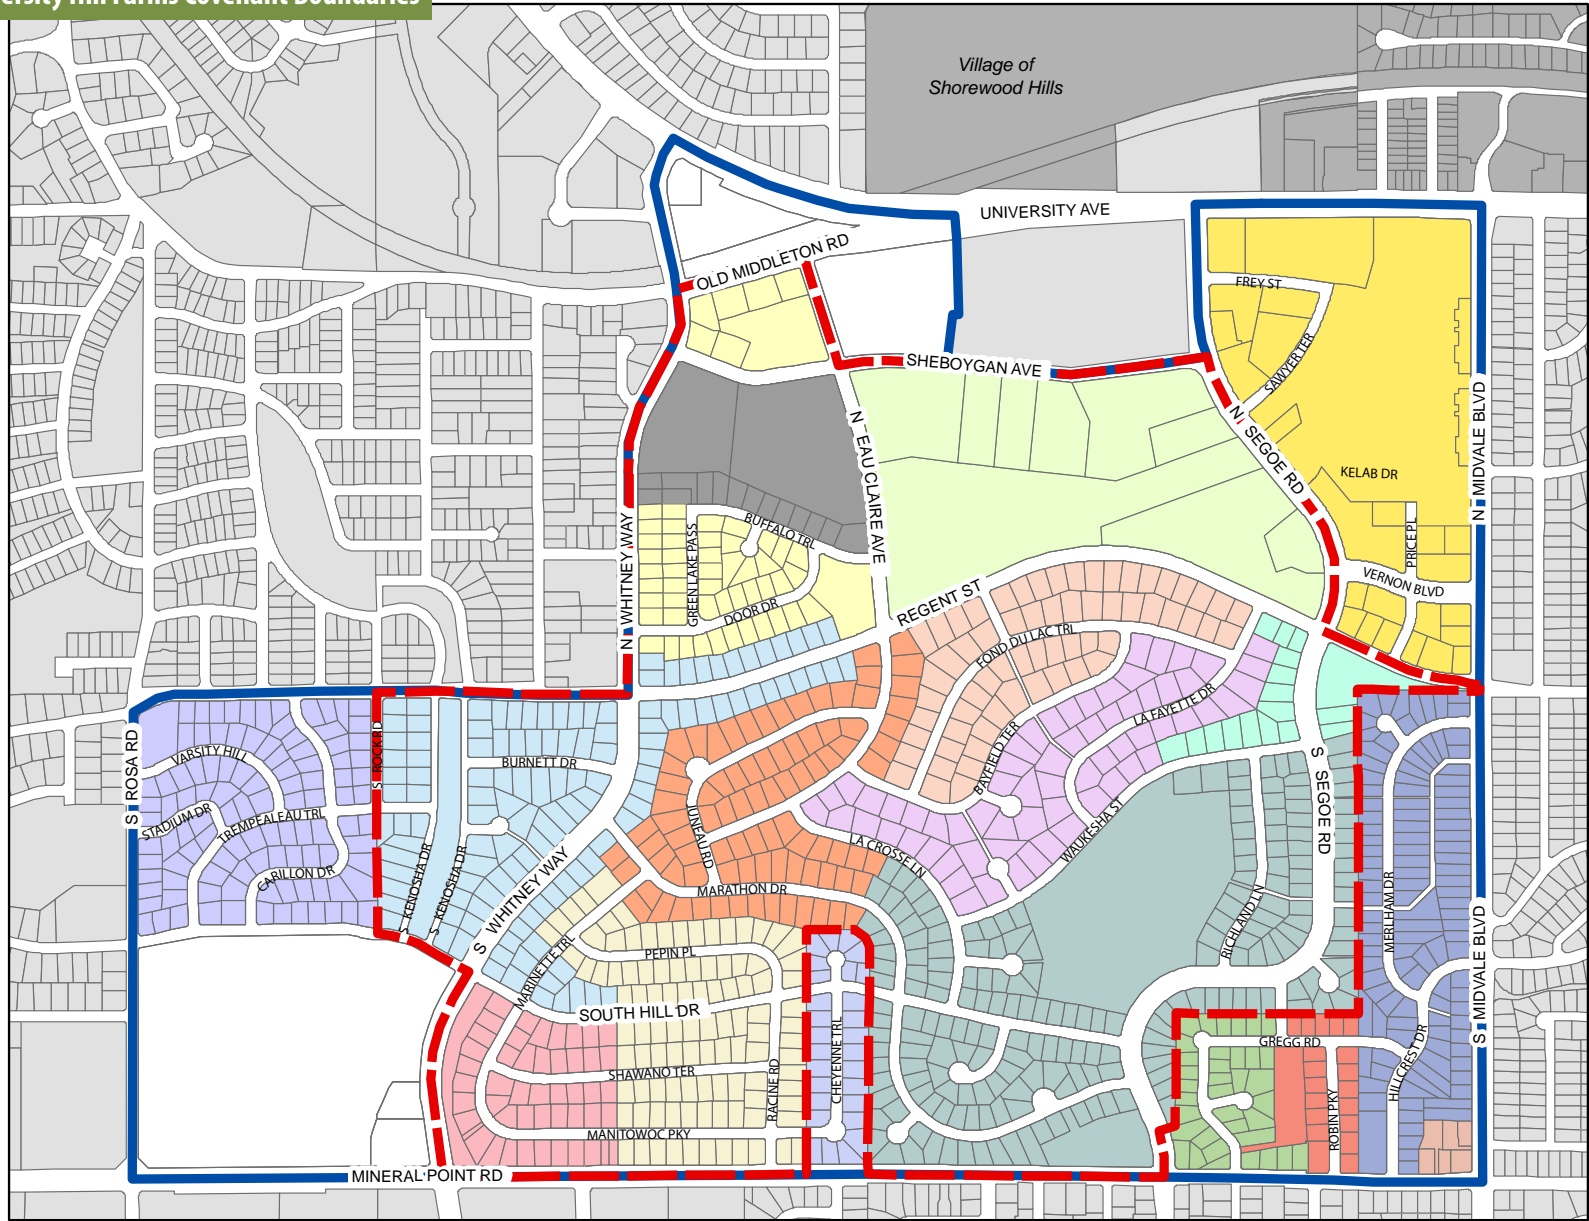 Hill Farms Covenant Boundaries
Village of
Shorewood Hills
UNIVERSITY AVE
OLD MIDDLETON RD
FREY ST
SHEBOYGAN AVE
SAWYER TER
N SEGOE RD
N MIDVALE BLVD
N EAU CLAIRE AVE
KELAB DR
N WHITNEY WAY
GREEN LAKE PASS
BUFFALO TRL
PRICE PL
VERNON BLVD
DOOR DR
REGENT ST
FOND DU LAC TRL
LA FAYETTE DR
S ROSA RD
S ROCK RD
VARSITY HILL
BURNETT DR
BAYFIELD TER
S SEGOE RD
STADIUM DR
TREMPEALEAU TRL
JUNEAU RD
WAUKESHA ST
CARILLON DR
S KENOSHA DR
S KENOSHA DR
S WHITNEY WAY
LA CROSSE LN
MARATHON DR
RICHLAND LN
MERLHAM DR
S MIDVALE BLVD
MARINETTE TRL
PEPIN PL
SOUTH HILL DR
GREGG RD
CHEYENNE TRL
SHAWANO TER
RACINE RD
HILLCREST DR
ROBIN PKY
MANITOWOC PKY
MINERAL POINT RD